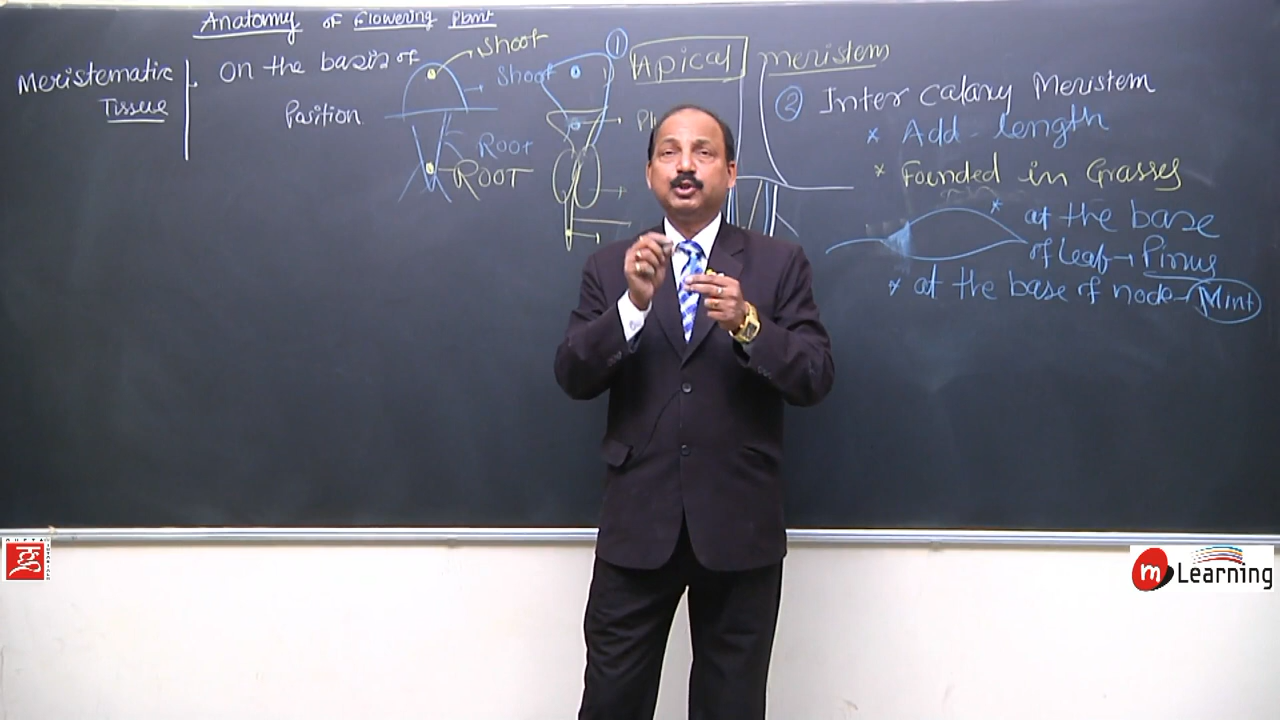 Anatomy of Flowering Plant
Meristematic
Tissue
On the basis of
Position
Shoot
Shoot
Root
ROOT
1
Apical meristem
2 Inter calary Meristem
* Add-length
* Founded in Grasses
* at the base
of leaf → Pinus
* at the base of node → Mint
GUPTA
m Learning